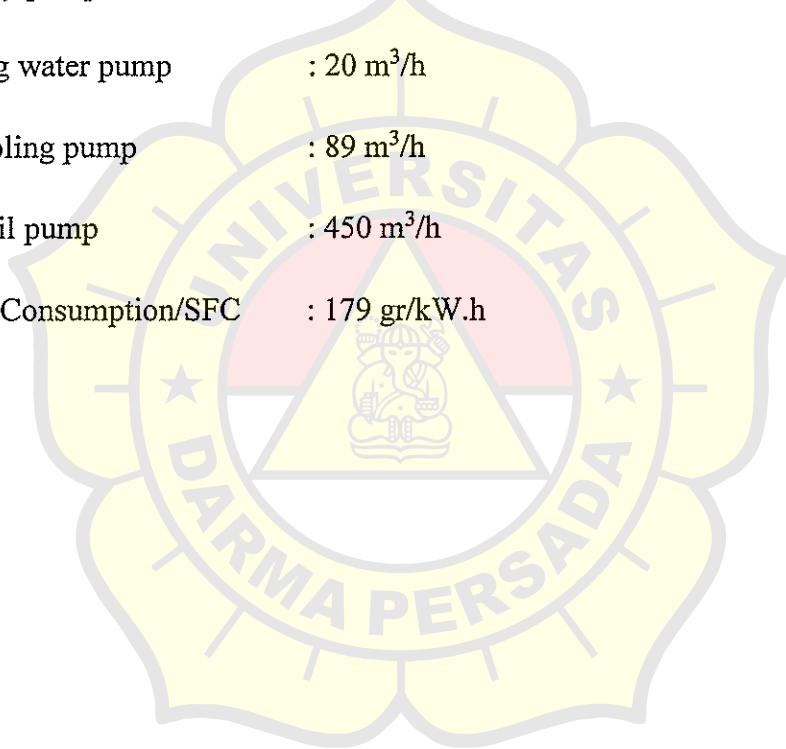 g water pump : 20 m³/h
ling pump : 89 m³/h
il pump : 450 m³/h
Consumption/SFC : 179 gr/kW.h
UNIVERSITAS
DARMA PERSADA